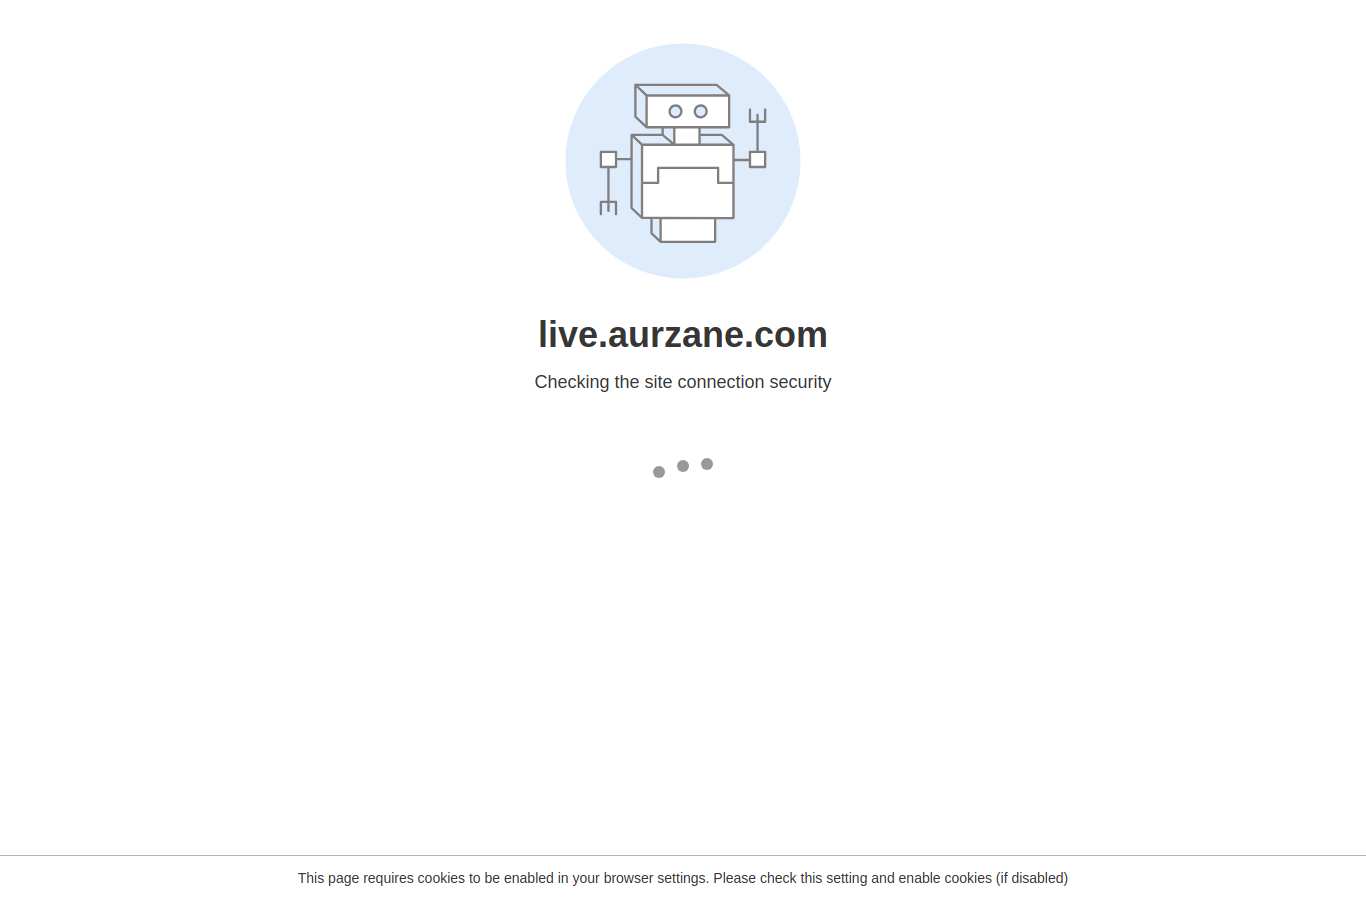 live.aurzane.com
Checking the site connection security
This page requires cookies to be enabled in your browser settings. Please check this setting and enable cookies (if disabled)